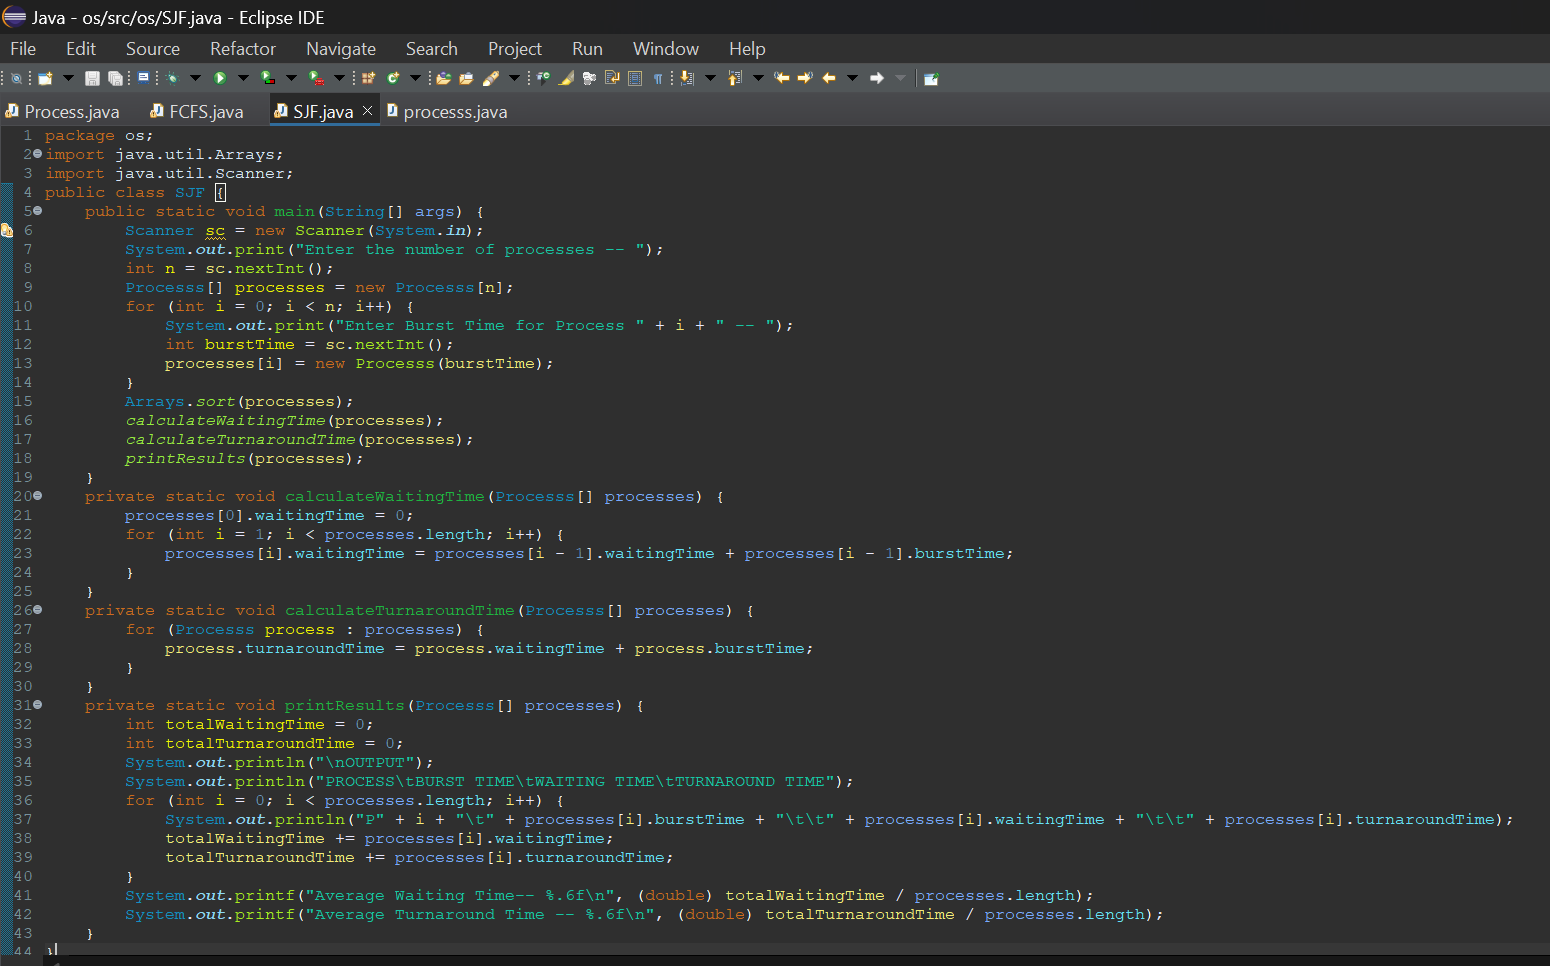 Java - os/src/os/SJF.java - Eclipse IDE
File Edit Source Refactor Navigate Search Project Run Window Help
Process.java FCFS.java SJF.java processs.java
1 package os;
2 import java.util.Arrays;
3 import java.util.Scanner;
4 public class SJF {
5     public static void main(String[] args) {
6         Scanner sc = new Scanner(System.in);
7         System.out.print("Enter the number of processes -- ");
8         int n = sc.nextInt();
9         Processs[] processes = new Processs[n];
10         for (int i = 0; i < n; i++) {
11             System.out.print("Enter Burst Time for Process " + i + " -- ");
12             int burstTime = sc.nextInt();
13             processes[i] = new Processs(burstTime);
14         }
15         Arrays.sort(processes);
16         calculateWaitingTime(processes);
17         calculateTurnaroundTime(processes);
18         printResults(processes);
19     }
20     private static void calculateWaitingTime(Processs[] processes) {
21         processes[0].waitingTime = 0;
22         for (int i = 1; i < processes.length; i++) {
23             processes[i].waitingTime = processes[i - 1].waitingTime + processes[i - 1].burstTime;
24         }
25     }
26     private static void calculateTurnaroundTime(Processs[] processes) {
27         for (Processs process : processes) {
28             process.turnaroundTime = process.waitingTime + process.burstTime;
29         }
30     }
31     private static void printResults(Processs[] processes) {
32         int totalWaitingTime = 0;
33         int totalTurnaroundTime = 0;
34         System.out.println("\nOUTPUT");
35         System.out.println("PROCESS\tBURST TIME\tWAITING TIME\tTURNAROUND TIME");
36         for (int i = 0; i < processes.length; i++) {
37             System.out.println("P" + i + "\t" + processes[i].burstTime + "\t\t" + processes[i].waitingTime + "\t\t" + processes[i].turnaroundTime);
38             totalWaitingTime += processes[i].waitingTime;
39             totalTurnaroundTime += processes[i].turnaroundTime;
40         }
41         System.out.printf("Average Waiting Time-- %.6f\n", (double) totalWaitingTime / processes.length);
42         System.out.printf("Average Turnaround Time -- %.6f\n", (double) totalTurnaroundTime / processes.length);
43     }
44 }